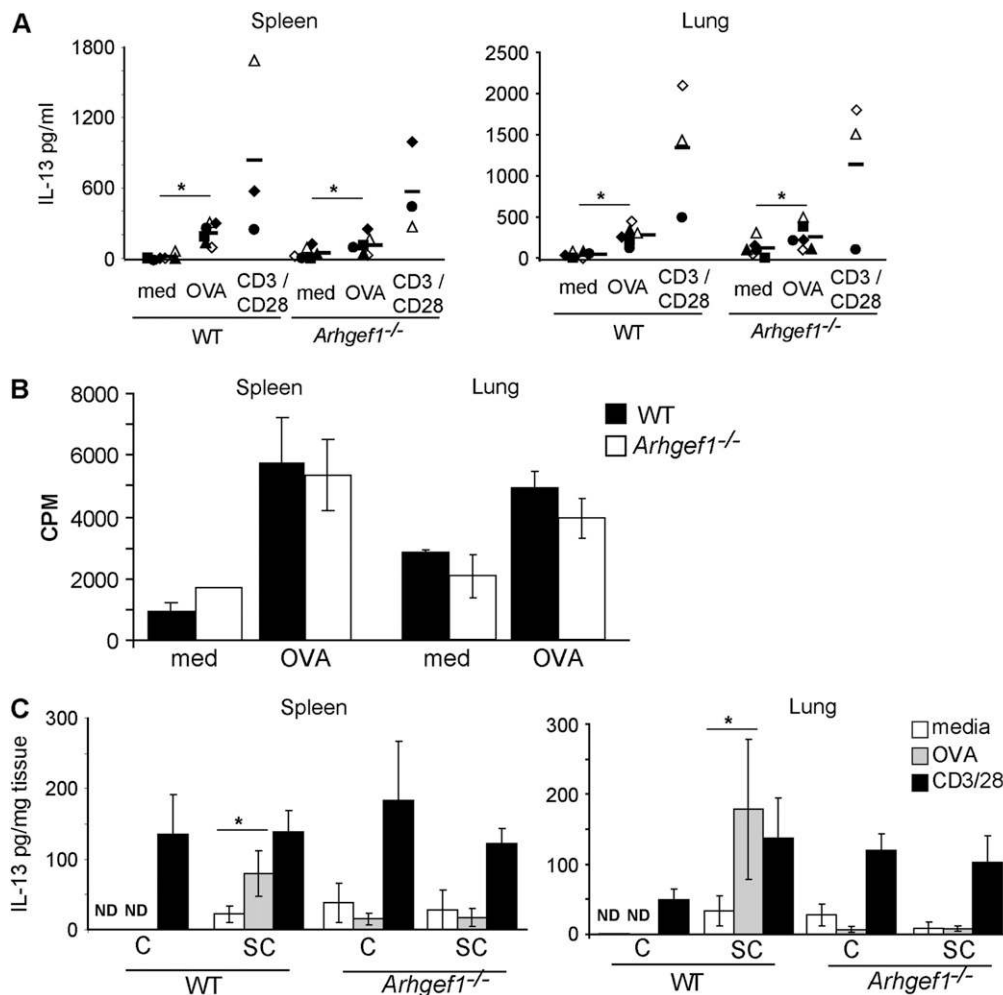 A
Spleen
Lung
IL-13 pg/ml
1800
1200
600
0
*
*
med OVA CD3 / CD28
med OVA CD3 / CD28
WT
Arhgef1-/-
2500
2000
1500
1000
500
0
*
*
med OVA CD3 / CD28
med OVA CD3 / CD28
WT
Arhgef1-/-
B
Spleen
Lung
WT
Arhgef1-/-
CPM
8000
6000
4000
2000
0
med
OVA
med
OVA
C
Spleen
Lung
IL-13 pg/mg tissue
300
200
100
0
ND ND
*
C
SC
C
SC
WT
Arhgef1-/-
300
200
100
0
ND ND
*
C
SC
C
SC
WT
Arhgef1-/-
media
OVA
CD3/28